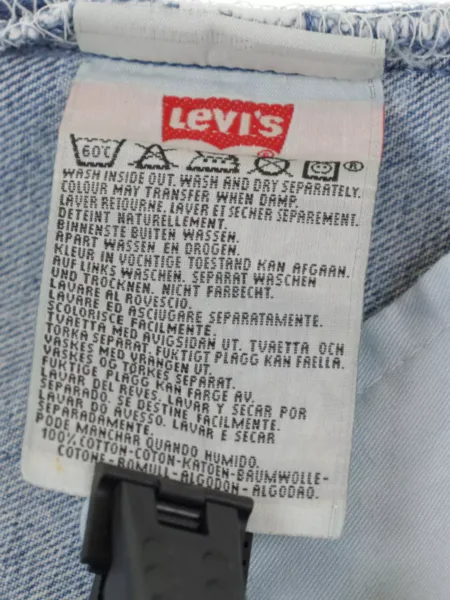 LEVI'S
®
60°C
®
WASH INSIDE OUT. WASH AND DRY SEPARATELY.
COLOUR MAY TRANSFER WHEN DAMP.
LAVER RETOURNE. LAVER ET SECHER SEPAREMENT.
DETEINT NATURELLEMENT.
BINNENSTE BUITEN WASSEN.
APART WASSEN EN DROGEN.
KLEUR IN VOCHTIGE TOESTAND KAN AFGAAN.
AUF LINKS WASCHEN. SEPARAT WASCHEN
UND TROCKNEN. NICHT FARBECHT.
LAVARE AL ROVESCIO.
LAVARE ED ASCIUGARE SEPARATAMENTE.
SCOLORISCE FACILMENTE.
TVAETTA MED AVIGSIDAN UT. TVAETTA OCH
TORKA SEPARAT. FUKTIGT PLAGG KAN FAELLA.
VASKES MED VRANGEN UT.
VASKES OG TORKES SEPARAT.
FUKTIGE PLAGG KAN FARGE AV.
LAVAR DEL REVES. LAVAR Y SECAR POR
SEPARADO. SE DESTINE FACILMENTE.
LAVAR DO AVESSO. LAVAR E SECAR
SEPARADAMENTE.
PODE MANCHAR QUANDO HUMIDO.
100% COTTON-COTON-KATOEN-BAUMWOLLE-
COTONE-BOMULL-ALGODON-ALGODAO.